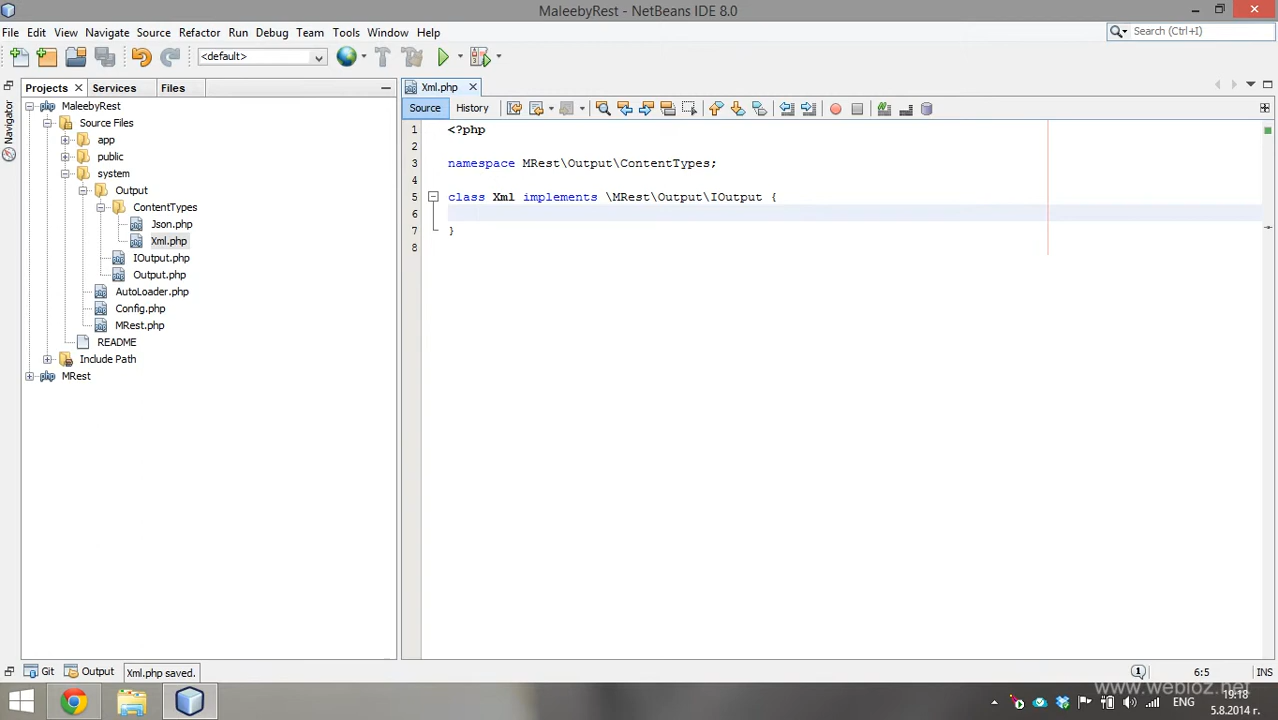 MaleebyRest - NetBeans IDE 8.0
File Edit View Navigate Source Refactor Run Debug Team Tools Window Help
Search (Ctrl+I)
<default>
Projects Services Files
Xml.php
Source History
Navigator
MaleebyRest
Source Files
app
public
system
Output
ContentTypes
Json.php
Xml.php
IOutput.php
Output.php
AutoLoader.php
Config.php
MRest.php
README
Include Path
MRest
1 <?php
2
3 namespace MRest\Output\ContentTypes;
4
5 class Xml implements \MRest\Output\IOutput {
6
7 }
8
Git Output Xml.php saved.
1 6:5 INS
www.webloz.net
ENG 19:18
5.8.2014 г.